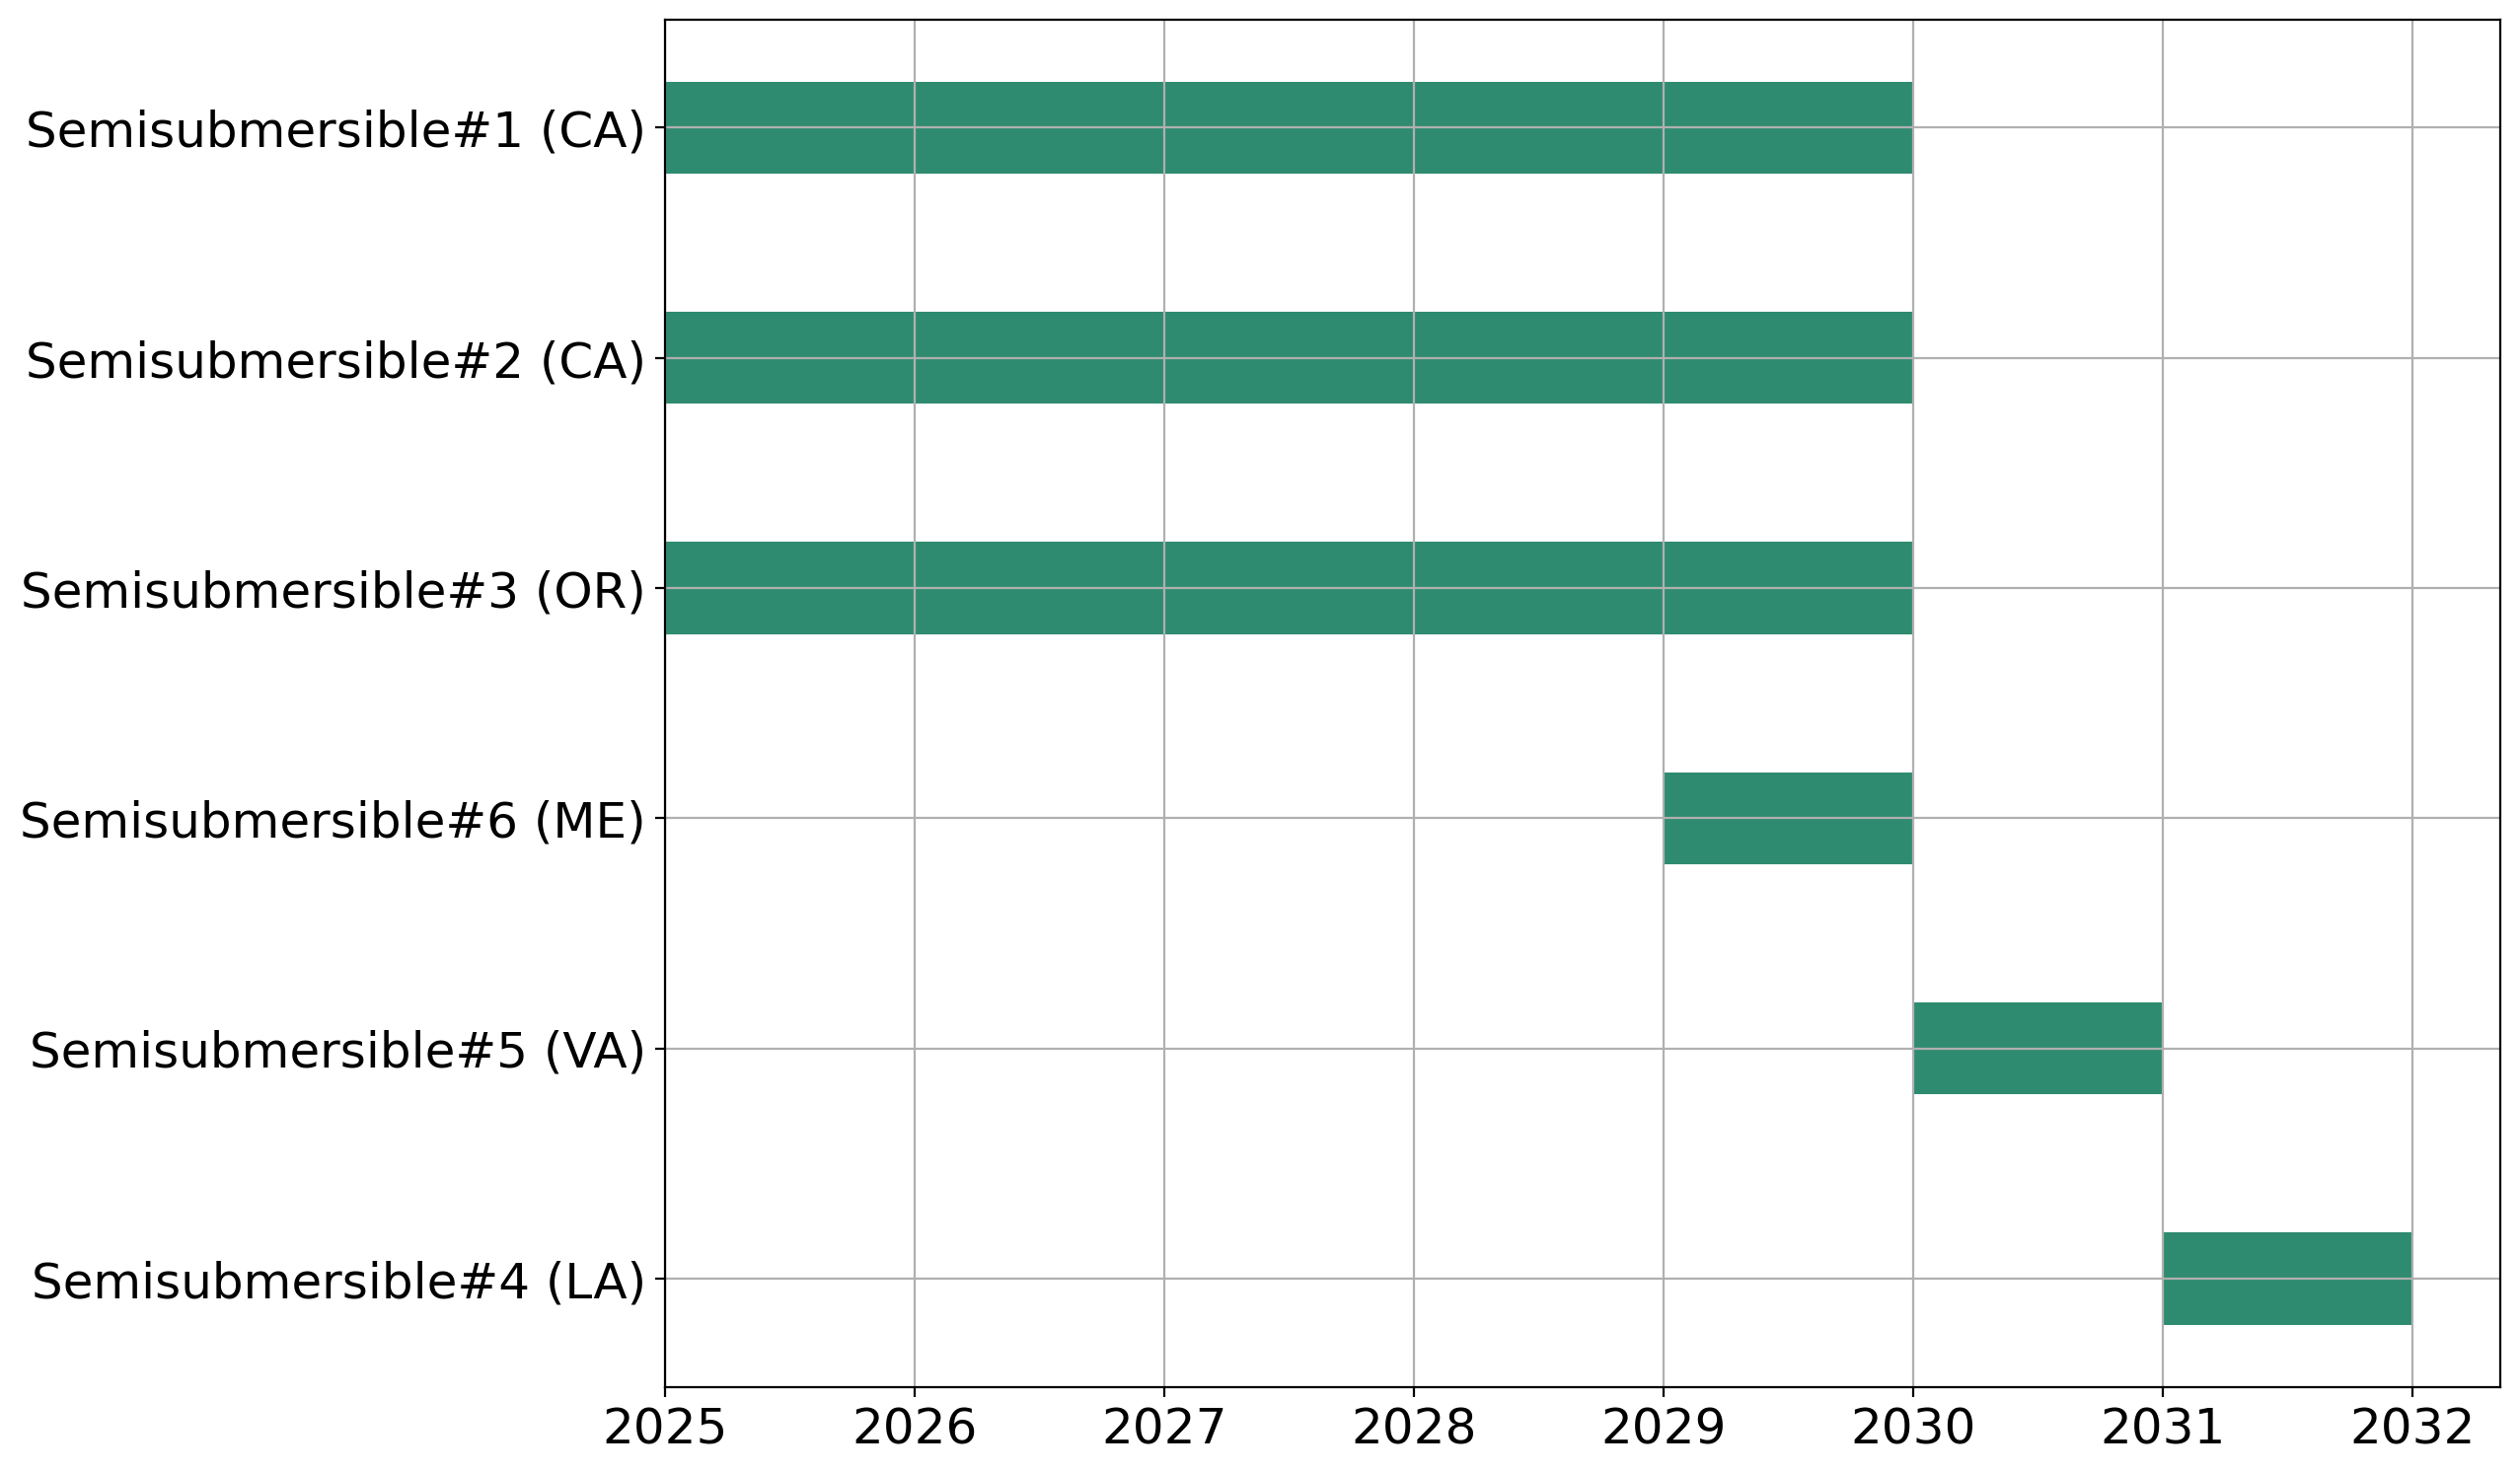 Semisubmersible#1 (CA)
Semisubmersible#2 (CA)
Semisubmersible#3 (OR)
Semisubmersible#6 (ME)
Semisubmersible#5 (VA)
Semisubmersible#4 (LA)
2025 2026 2027 2028 2029 2030 2031 2032